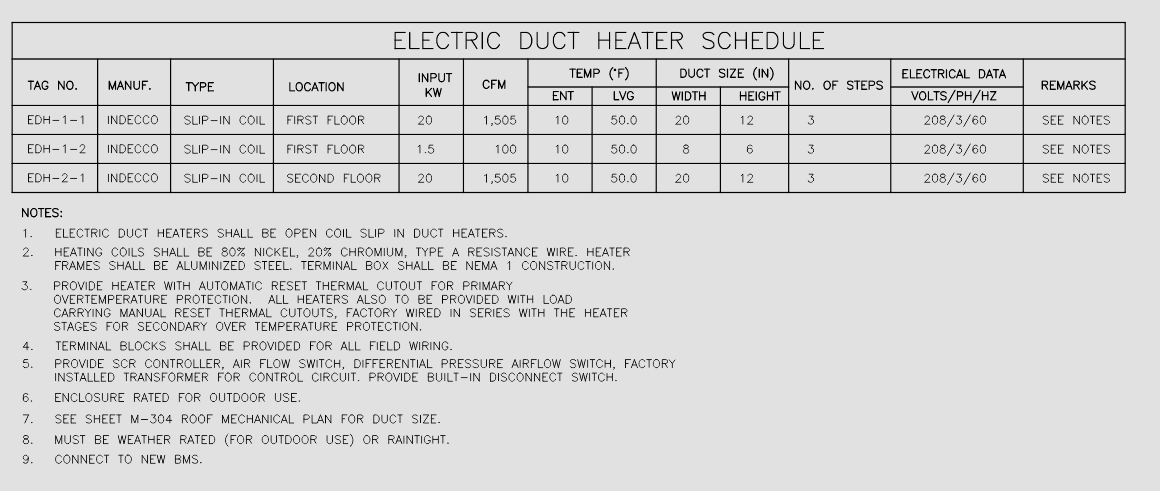 ELECTRIC DUCT HEATER SCHEDULE
TAG NO. MANUF. TYPE LOCATION INPUT KW CFM TEMP (°F) DUCT SIZE (IN) NO. OF STEPS ELECTRICAL DATA REMARKS
ENT LVG WIDTH HEIGHT VOLTS/PH/HZ
EDH-1-1 INDECCO SLIP-IN COIL FIRST FLOOR 20 1,505 10 50.0 20 12 3 208/3/60 SEE NOTES
EDH-1-2 INDECCO SLIP-IN COIL FIRST FLOOR 1.5 100 10 50.0 8 6 3 208/3/60 SEE NOTES
EDH-2-1 INDECCO SLIP-IN COIL SECOND FLOOR 20 1,505 10 50.0 20 12 3 208/3/60 SEE NOTES
NOTES:
1. ELECTRIC DUCT HEATERS SHALL BE OPEN COIL SLIP IN DUCT HEATERS.
2. HEATING COILS SHALL BE 80% NICKEL, 20% CHROMIUM, TYPE A RESISTANCE WIRE. HEATER
FRAMES SHALL BE ALUMINIZED STEEL. TERMINAL BOX SHALL BE NEMA 1 CONSTRUCTION.
3. PROVIDE HEATER WITH AUTOMATIC RESET THERMAL CUTOUT FOR PRIMARY
OVERTEMPERATURE PROTECTION. ALL HEATERS ALSO TO BE PROVIDED WITH LOAD
CARRYING MANUAL RESET THERMAL CUTOUTS, FACTORY WIRED IN SERIES WITH THE HEATER
STAGES FOR SECONDARY OVER TEMPERATURE PROTECTION.
4. TERMINAL BLOCKS SHALL BE PROVIDED FOR ALL FIELD WIRING.
5. PROVIDE SCR CONTROLLER, AIR FLOW SWITCH, DIFFERENTIAL PRESSURE AIRFLOW SWITCH, FACTORY
INSTALLED TRANSFORMER FOR CONTROL CIRCUIT. PROVIDE BUILT-IN DISCONNECT SWITCH.
6. ENCLOSURE RATED FOR OUTDOOR USE.
7. SEE SHEET M-304 ROOF MECHANICAL PLAN FOR DUCT SIZE.
8. MUST BE WEATHER RATED (FOR OUTDOOR USE) OR RAINTIGHT.
9. CONNECT TO NEW BMS.